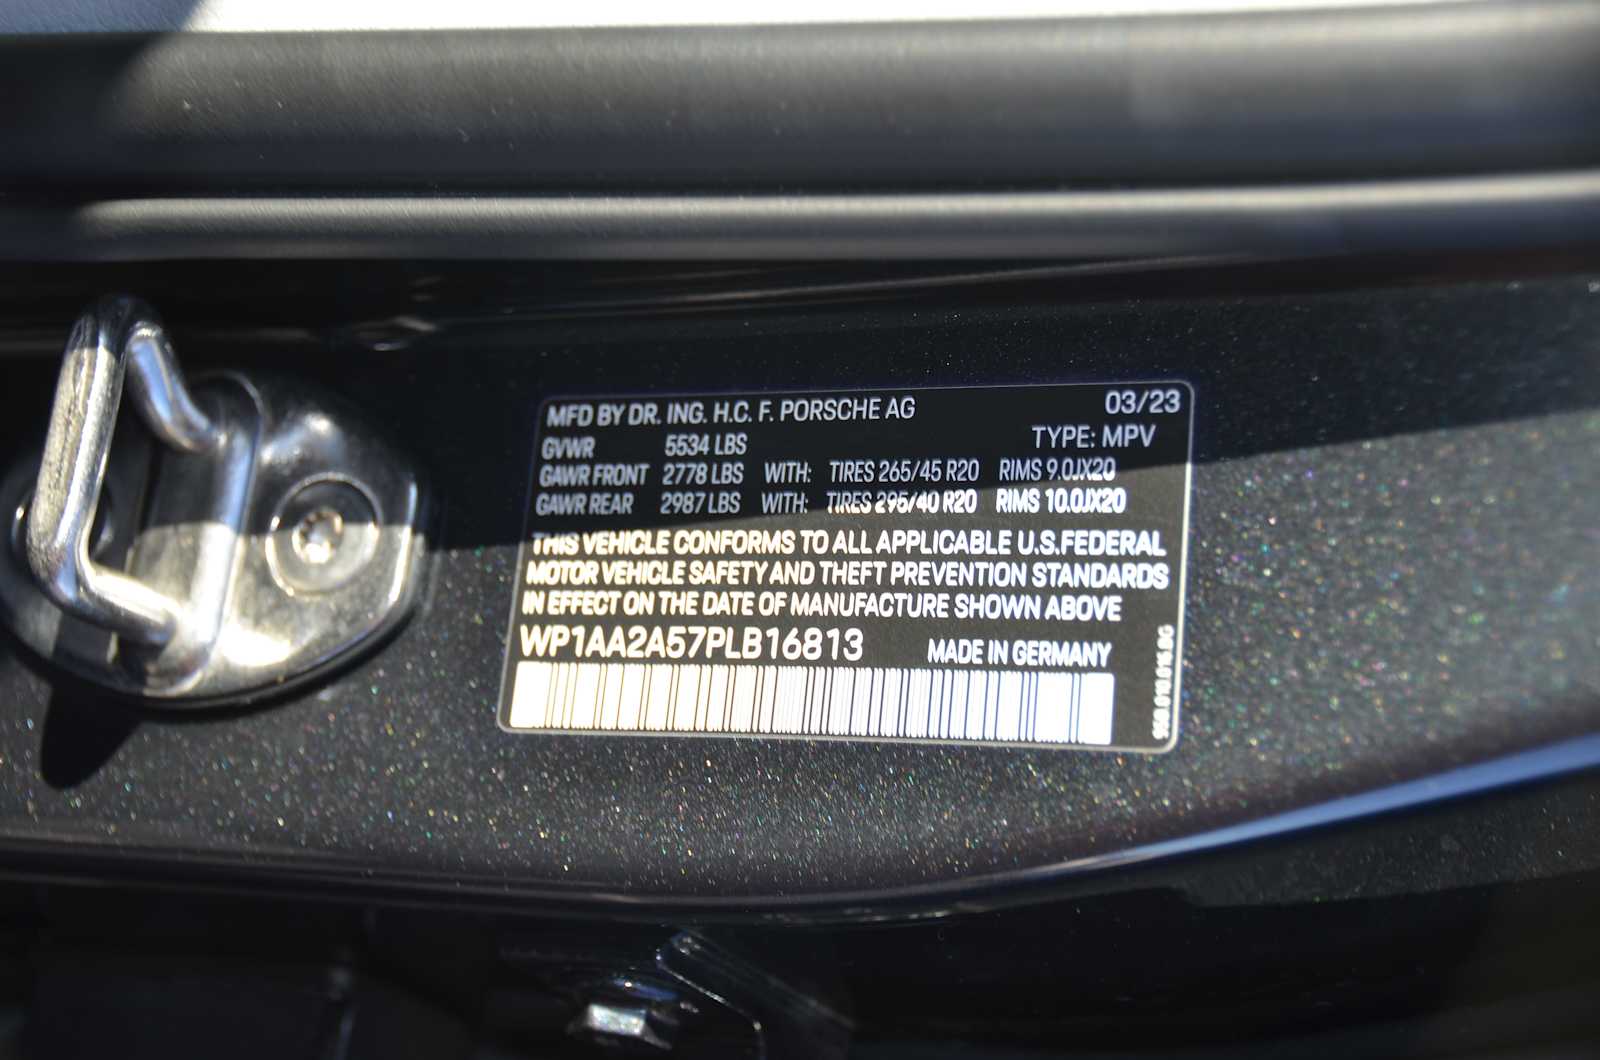 MFD BY DR. ING. H.C. F. PORSCHE AG 03/23
GVWR 5534 LBS TYPE: MPV
GAWR FRONT 2778 LBS WITH: TIRES 265/45 R20 RIMS 9.0JX20
GAWR REAR 2987 LBS WITH: TIRES 295/40 R20 RIMS 10.0JX20
THIS VEHICLE CONFORMS TO ALL APPLICABLE U.S.FEDERAL
MOTOR VEHICLE SAFETY AND THEFT PREVENTION STANDARDS
IN EFFECT ON THE DATE OF MANUFACTURE SHOWN ABOVE
WP1AA2A57PLB16813 MADE IN GERMANY